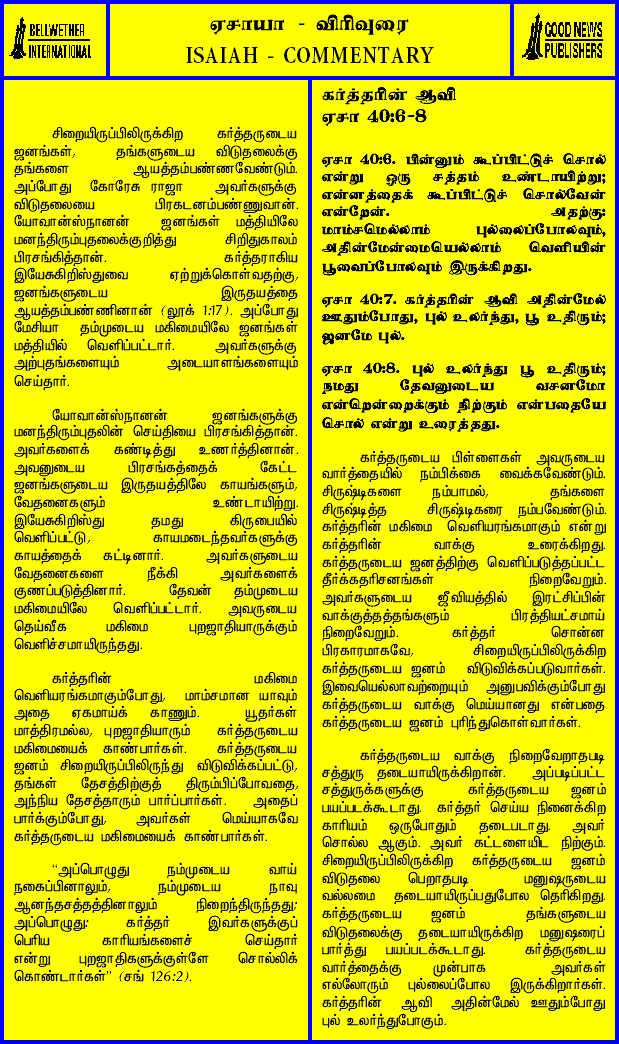 BELLWETHER
INTERNATIONAL
ஏசாயா - விரிவுரை
ISAIAH - COMMENTARY
GOOD NEWS
PUBLISHERS
சிறையிருப்பிலிருக்கிற கர்த்தருடைய
ஜனங்கள், தங்களுடைய விடுதலைக்கு
தங்களை ஆயத்தம்பண்ணவேண்டும்.
அப்போது கோரேசு ராஜா அவர்களுக்கு
விடுதலையை பிரகடனம்பண்ணுவான்.
யோவான்ஸ்நானன் ஜனங்கள் மத்தியிலே
மனந்திரும்புதலைக்குறித்து சிறிதுகாலம்
பிரசங்கித்தான். கர்த்தராகிய
இயேசுகிறிஸ்துவை ஏற்றுக்கொள்வதற்கு,
ஜனங்களுடைய இருதயத்தை
ஆயத்தம்பண்ணினான் (லூக் 1:17). அப்போது
மேசியா தம்முடைய மகிமையிலே ஜனங்கள்
மத்தியில் வெளிப்பட்டார். அவர்களுக்கு
அற்புதங்களையும் அடையாளங்களையும்
செய்தார்.
யோவான்ஸ்நானன் ஜனங்களுக்கு
மனந்திரும்புதலின் செய்தியை பிரசங்கித்தான்.
அவர்களைக் கண்டித்து உணர்த்தினான்.
அவனுடைய பிரசங்கத்தைக் கேட்ட
ஜனங்களுடைய இருதயத்திலே காயங்களும்,
வேதனைகளும் உண்டாயிற்று.
இயேசுகிறிஸ்து தமது கிருபையில்
வெளிப்பட்டு, காயமடைந்தவர்களுக்கு
காயத்தைக் கட்டினார். அவர்களுடைய
வேதனைகளை நீக்கி அவர்களைக்
குணப்படுத்தினார். தேவன் தம்முடைய
மகிமையிலே வெளிப்பட்டார். அவருடைய
தெய்வீக மகிமை புறஜாதியாருக்கும்
வெளிச்சமாயிருந்தது.
கர்த்தரின் மகிமை
வெளியரங்கமாகும்போது, மாம்சமான யாவும்
அதை ஏகமாய்க் காணும். யூதர்கள்
மாத்திரமல்ல, புறஜாதியாரும் கர்த்தருடைய
மகிமையைக் காண்பார்கள். கர்த்தருடைய
ஜனம் சிறையிருப்பிலிருந்து விடுவிக்கப்பட்டு,
தங்கள் தேசத்திற்குத் திரும்பிப்போவதை,
அந்நிய தேசத்தாரும் பார்ப்பார்கள். அதைப்
பார்க்கும்போது, அவர்கள் மெய்யாகவே
கர்த்தருடைய மகிமையைக் காண்பார்கள்.
"அப்பொழுது நம்முடைய வாய்
நகைப்பினாலும், நம்முடைய நாவு
ஆனந்தசத்தத்தினாலும் நிறைந்திருந்தது;
அப்பொழுது: கர்த்தர் இவர்களுக்குப்
பெரிய காரியங்களைச் செய்தார்
என்று புறஜாதிகளுக்குள்ளே சொல்லிக்
கொண்டார்கள்" (சங் 126:2).
கர்த்தரின் ஆவி
ஏசா 40:6-8
ஏசா 40:6. பின்னும் கூப்பிட்டுச் சொல்
என்று ஒரு சத்தம் உண்டாயிற்று;
என்னத்தைக் கூப்பிட்டுச் சொல்வேன்
என்றேன். அதற்கு:
மாம்சமெல்லாம் புல்லைப்போலவும்,
அதின்மேன்மையெல்லாம் வெளியின்
பூவைப்போலவும் இருக்கிறது.
ஏசா 40:7. கர்த்தரின் ஆவி அதின்மேல்
ஊதும்போது, புல் உலர்ந்து, பூ உதிரும்;
ஜனமே புல்.
ஏசா 40:8. புல் உலர்ந்து பூ உதிரும்;
நமது தேவனுடைய வசனமோ
என்றென்றைக்கும் நிற்கும் என்பதையே
சொல் என்று உரைத்தது.
கர்த்தருடைய பிள்ளைகள் அவருடைய
வார்த்தையில் நம்பிக்கை வைக்கவேண்டும்.
சிருஷ்டிகளை நம்பாமல், தங்களை
சிருஷ்டித்த சிருஷ்டிகரை நம்பவேண்டும்.
கர்த்தரின் மகிமை வெளியரங்கமாகும் என்று
கர்த்தரின் வாக்கு உரைக்கிறது.
கர்த்தருடைய ஜனத்திற்கு வெளிப்படுத்தப்பட்ட
தீர்க்கதரிசனங்கள் நிறைவேறும்.
அவர்களுடைய ஜீவியத்தில் இரட்சிப்பின்
வாக்குத்தத்தங்களும் பிரத்தியட்சமாய்
நிறைவேறும். கர்த்தர் சொன்ன
பிரகாரமாகவே, சிறையிருப்பிலிருக்கிற
கர்த்தருடைய ஜனம் விடுவிக்கப்படுவார்கள்.
இவையெல்லாவற்றையும் அனுபவிக்கும்போது
கர்த்தருடைய வாக்கு மெய்யானது என்பதை
கர்த்தருடைய ஜனம் புரிந்துகொள்வார்கள்.
கர்த்தருடைய வாக்கு நிறைவேறாதபடி
சத்துரு தடையாயிருக்கிறான். அப்படிப்பட்ட
சத்துருக்களுக்கு கர்த்தருடைய ஜனம்
பயப்படக்கூடாது. கர்த்தர் செய்ய நினைக்கிற
காரியம் ஒருபோதும் தடைபடாது. அவர்
சொல்ல ஆகும். அவர் கட்டளையிட நிற்கும்.
சிறையிருப்பிலிருக்கிற கர்த்தருடைய ஜனம்
விடுதலை பெறாதபடி மனுஷருடைய
வல்லமை தடையாயிருப்பதுபோல தெரிகிறது.
கர்த்தருடைய ஜனம் தங்களுடைய
விடுதலைக்கு தடையாயிருக்கிற மனுஷரைப்
பார்த்து பயப்படக்கூடாது. கர்த்தருடைய
வார்த்தைக்கு முன்பாக அவர்கள்
எல்லோரும் புல்லைப்போல இருக்கிறார்கள்.
கர்த்தரின் ஆவி அதின்மேல் ஊதும்போது
புல் உலர்ந்துபோகும்.